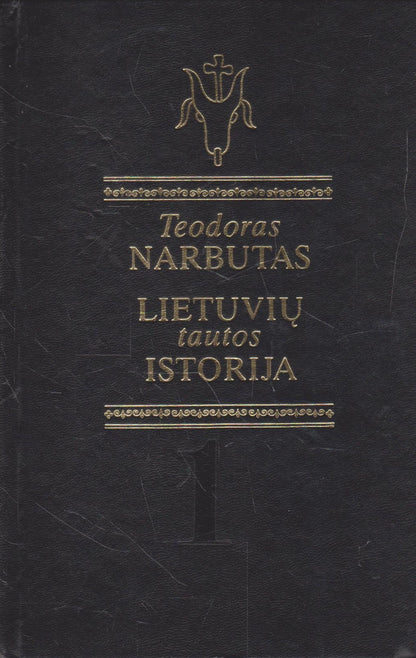 Teodoras
NARBUTAS
LIETUVIŲ
tautos
ISTORIJA
1